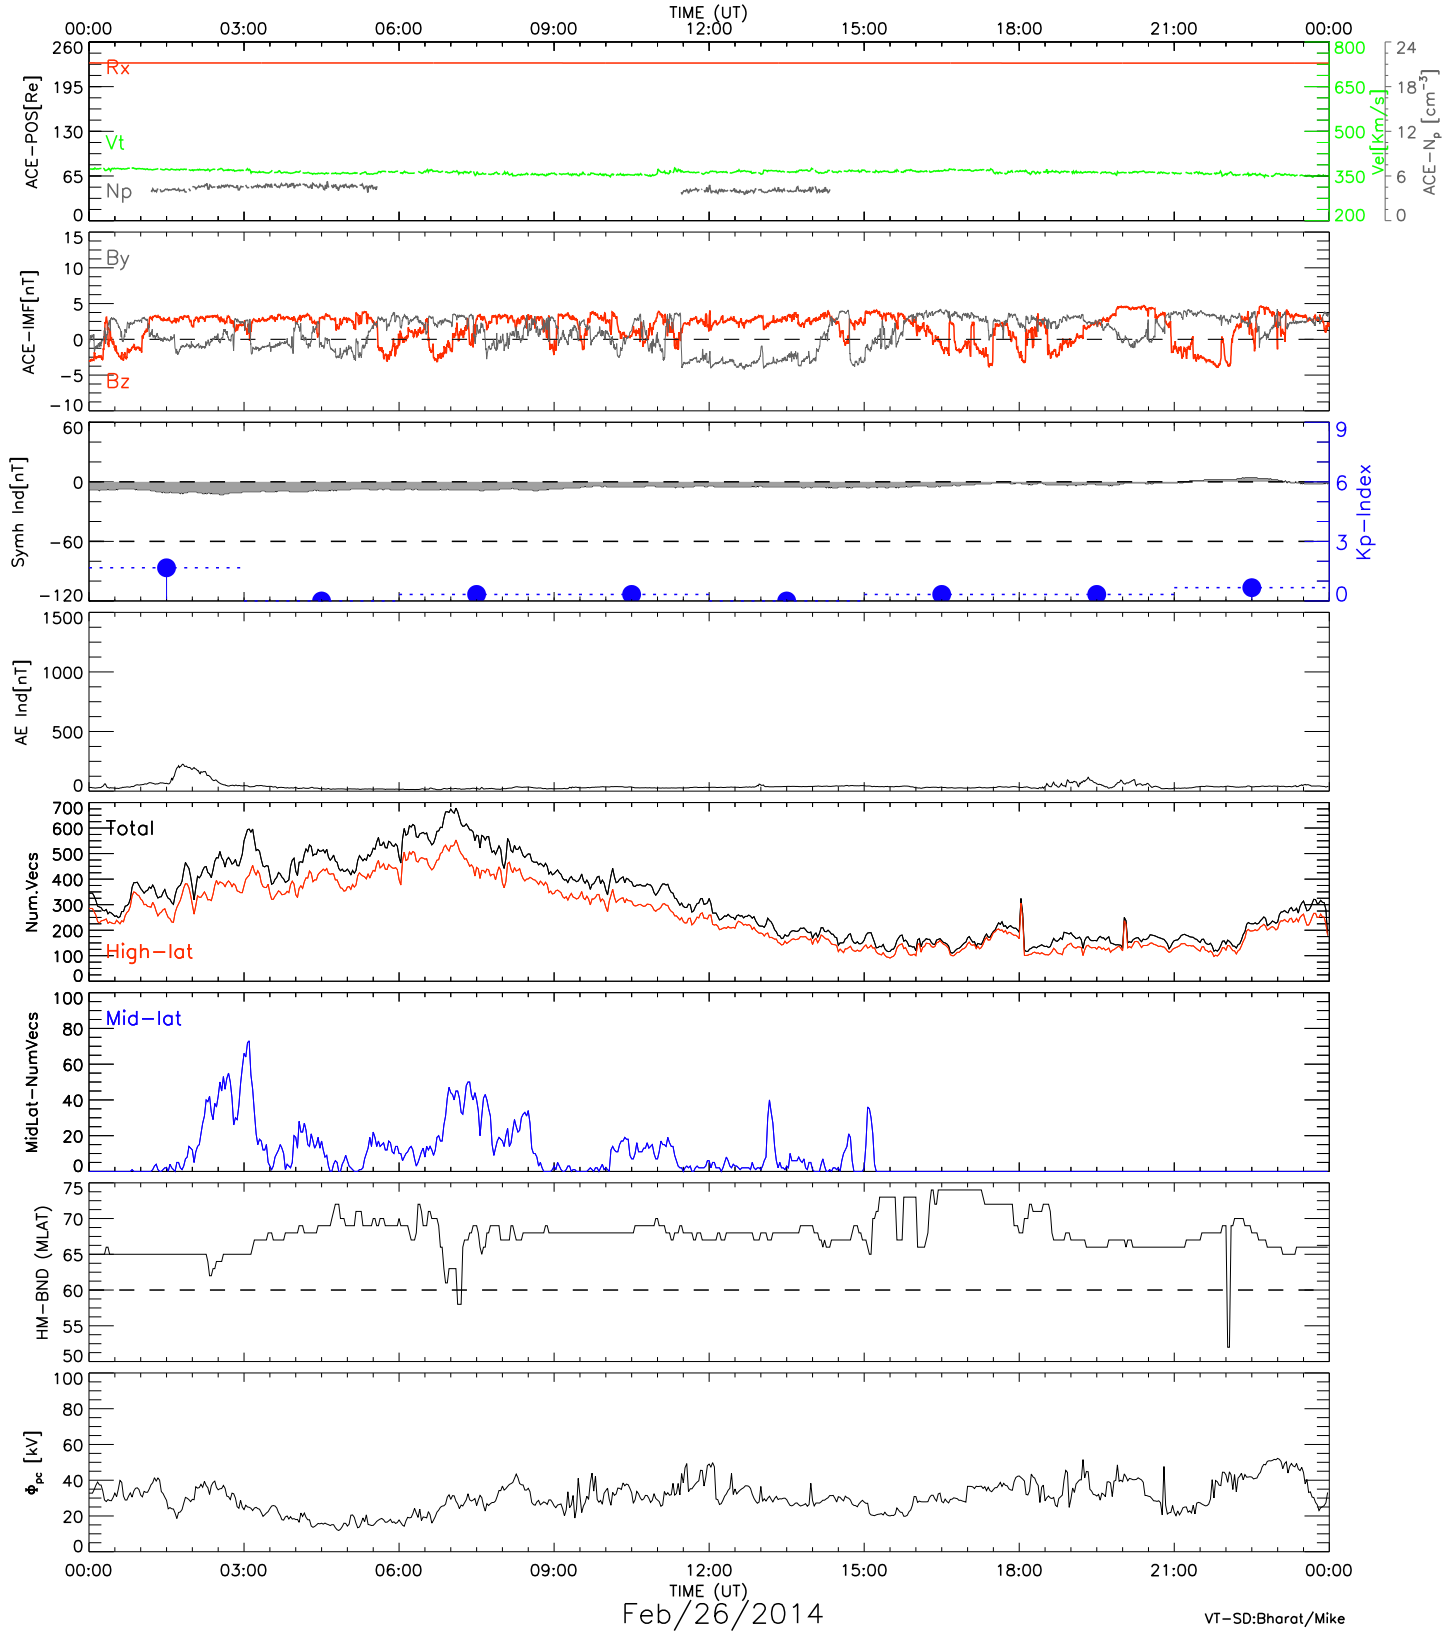 TIME (UT)
00:00 03:00 06:00 09:00 12:00 15:00 18:00 21:00 00:00
ACE-POS[Re]
260
195
130
65
0
Rx
Vt
Np
800
650
500
350
200
Vel[Km/s]
24
18
12
6
0
ACE-Np [cm-3]
ACE-IMF[nT]
15
10
5
0
-5
-10
By
Bz
Symh Ind[nT]
60
0
-60
-120
9
6
3
0
Kp-Index
AE Ind[nT]
1500
1000
500
0
Num.Vecs
700
600
500
400
300
200
100
0
Total
High-lat
MidLat-NumVecs
100
80
60
40
20
0
Mid-lat
HM-BND (MLAT)
75
70
65
60
55
50
Φpc [kV]
100
80
60
40
20
0
00:00 03:00 06:00 09:00 12:00 15:00 18:00 21:00 00:00
TIME (UT)
Feb/26/2014
VT-SD:Bharat/Mike